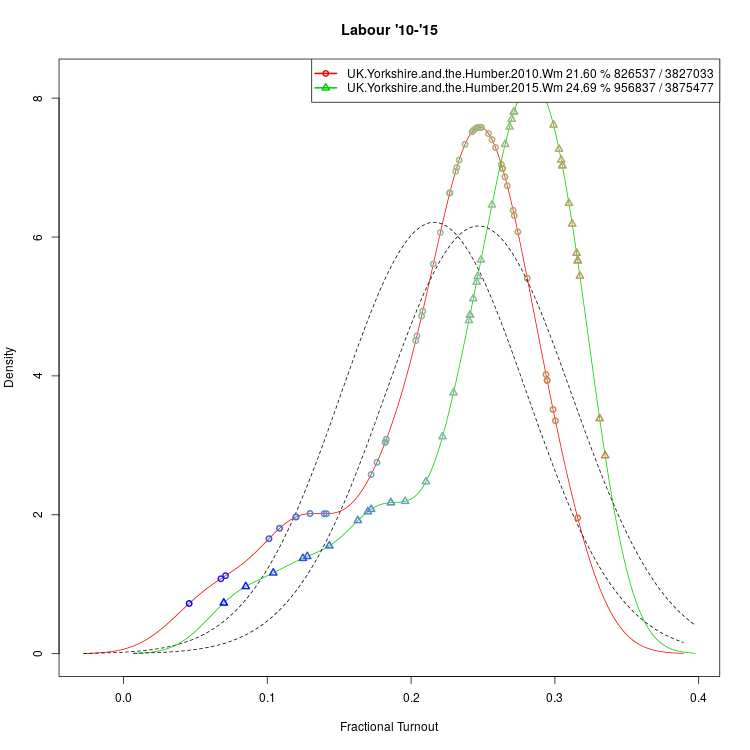 Labour '10-'15
UK.Yorkshire.and.the.Humber.2010.Wm 21.60 % 826537 / 3827033
UK.Yorkshire.and.the.Humber.2015.Wm 24.69 % 956837 / 3875477
8
6
4
2
0
Density
0.0 0.1 0.2 0.3 0.4
Fractional Turnout